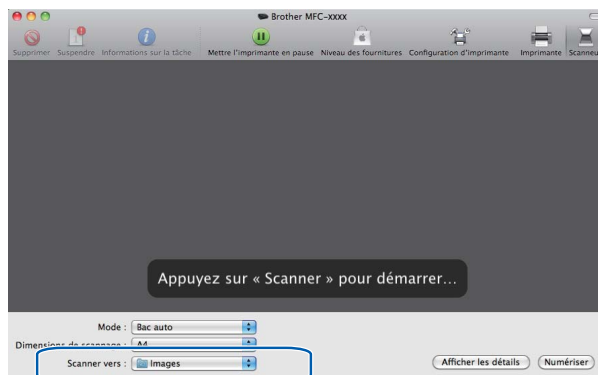 Brother MFC-xxxx
Supprimer Suspendre Informations sur la tâche Mettre l'imprimante en pause Niveau des fournitures Configuration d'imprimante Imprimante
Appuyez sur « Scanner » pour démarrer...
Mode : Bac auto
Dimensions de scannage : A4
Scanner vers : Images
Afficher les détails Numériser